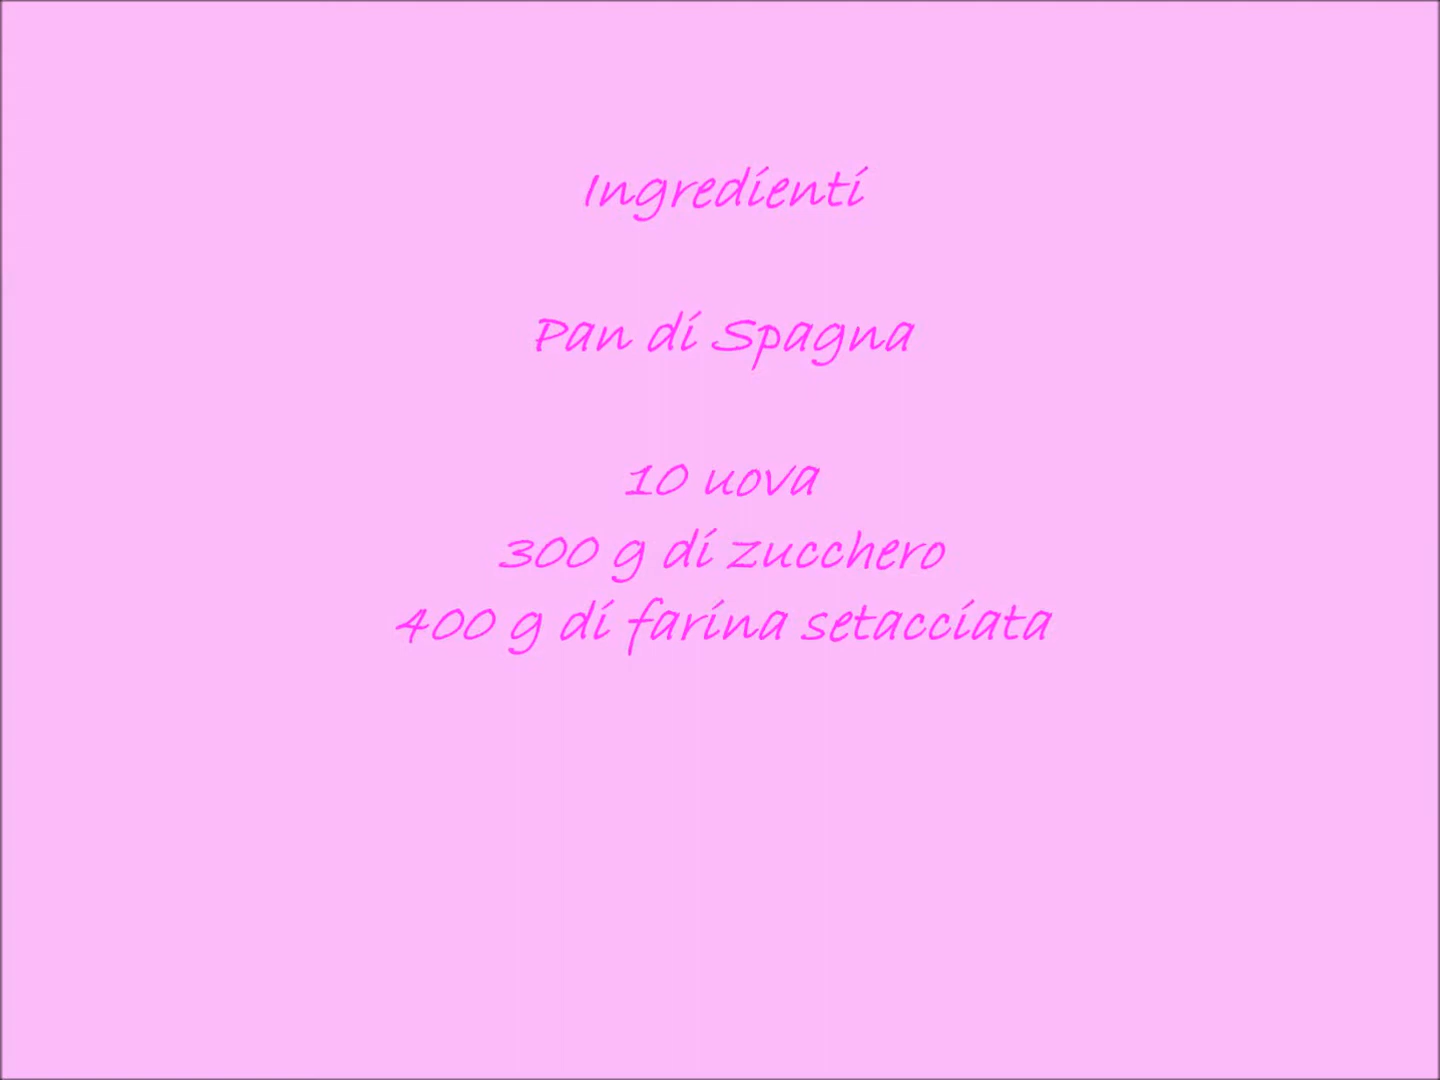 Ingredienti
Pan di Spagna
10 uova
300 g di zucchero
400 g di farina setacciata